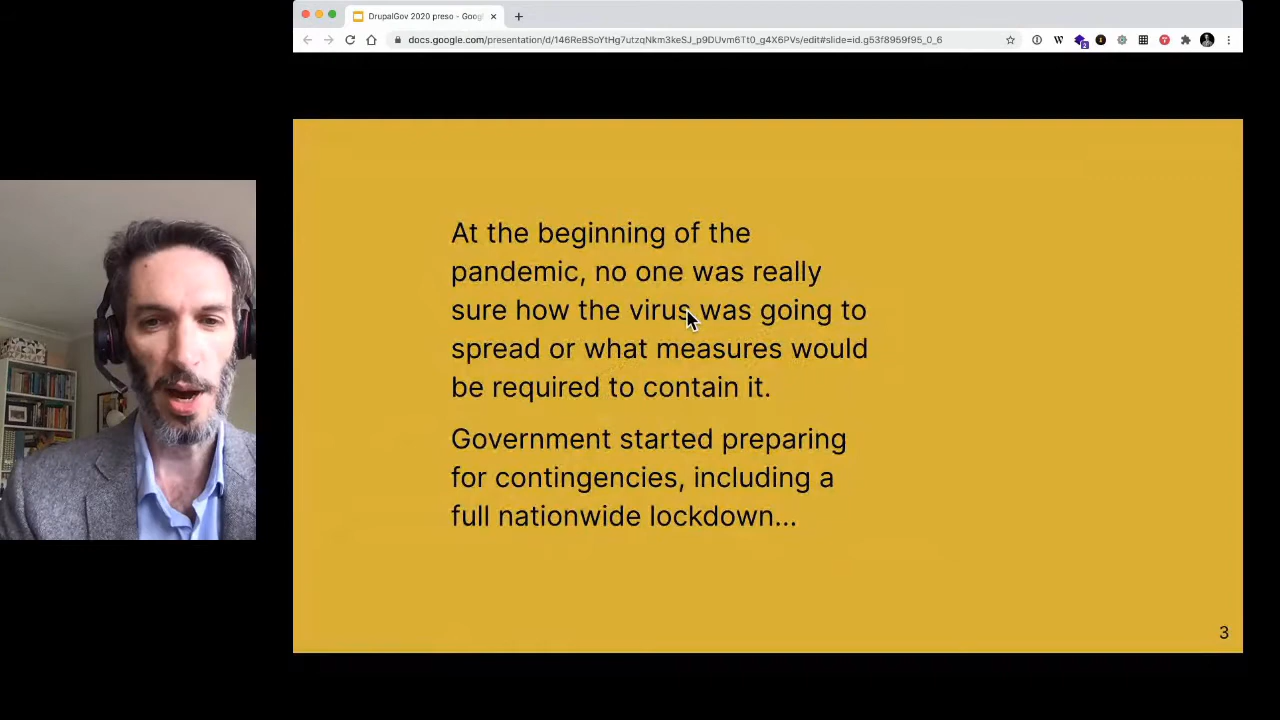 DrupalGov 2020 preso - Goog
docs.google.com/presentation/d/146ReBSoYtHg7utzqNkm3keSJ_p9DUvm6Tt0_g4X6PVs/edit#slide=id.g53f8959f95_0_6
At the beginning of the
pandemic, no one was really
sure how the virus was going to
spread or what measures would
be required to contain it.
Government started preparing
for contingencies, including a
full nationwide lockdown...
3